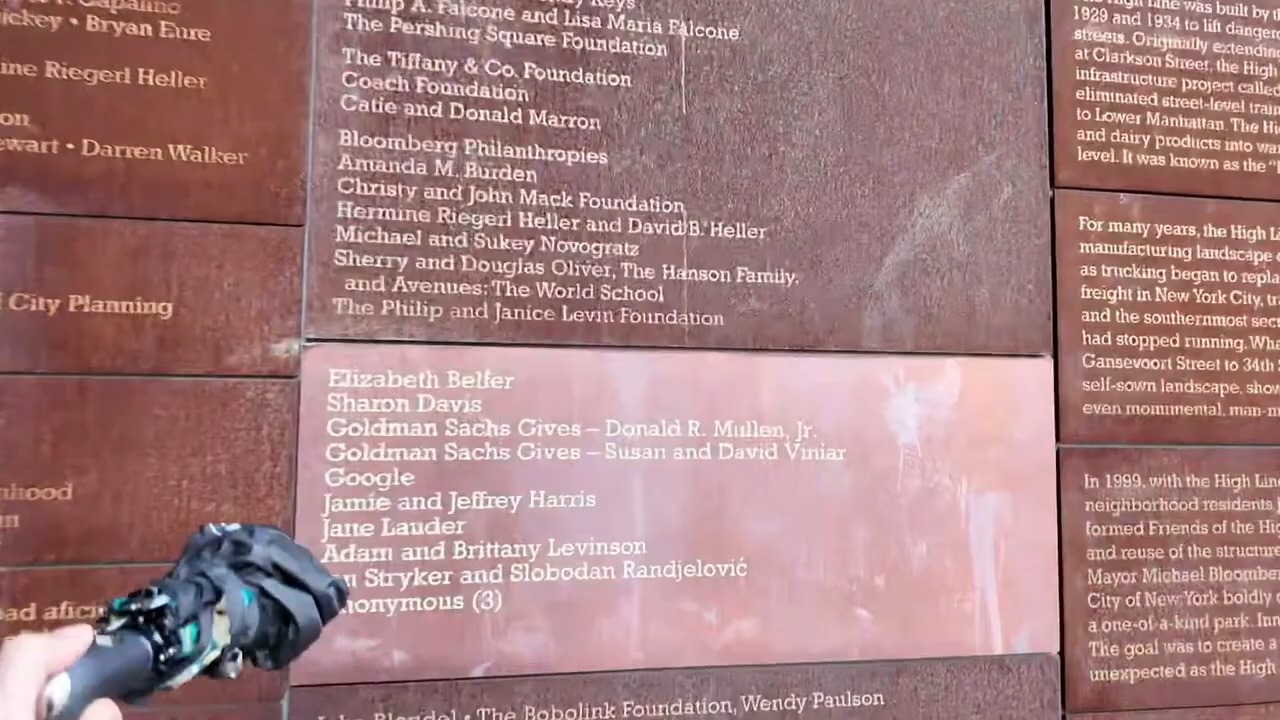 ickey • Bryan Eure
ine Riegerl Heller
on
ewart • Darren Walker
City Planning
Philip A. Falcone and Lisa Maria Falcone
The Pershing Square Foundation
The Tiffany & Co. Foundation
Coach Foundation
Catie and Donald Marron
Bloomberg Philanthropies
Amanda M. Burden
Christy and John Mack Foundation
Hermine Riegerl Heller and David B. Heller
Michael and Sukey Novogratz
Sherry and Douglas Oliver, The Hanson Family,
and Avenues: The World School
The Philip and Janice Levin Foundation
Elizabeth Belfer
Sharon Davis
Goldman Sachs Gives – Donald R. Mullen, Jr.
Goldman Sachs Gives – Susan and David Viniar
Google
Jamie and Jeffrey Harris
Jane Lauder
Adam and Brittany Levinson
Stryker and Slobodan Randjelović
nonymous (3)
• The Bobolink Foundation, Wendy Paulson
Line was built by t
1929 and 1934 to lift danger
streets. Originally extendin
at Clarkson Street, the High
infrastructure project called
eliminated street-level train
to Lower Manhattan. The Hi
and dairy products into wa
level. It was known as the "
For many years, the High Li
manufacturing landscape
as trucking began to repla
freight in New York City, tr
and the southernmost sec
had stopped running. Wha
Gansevoort Street to 34th
self-sown landscape, show
even monumental, man-m
In 1999, with the High Line
neighborhood residents
formed Friends of the Hi
and reuse of the structure
Mayor Michael Bloomber
City of New York boldly
a one-of-a-kind park. Inn
The goal was to create a
unexpected as the High